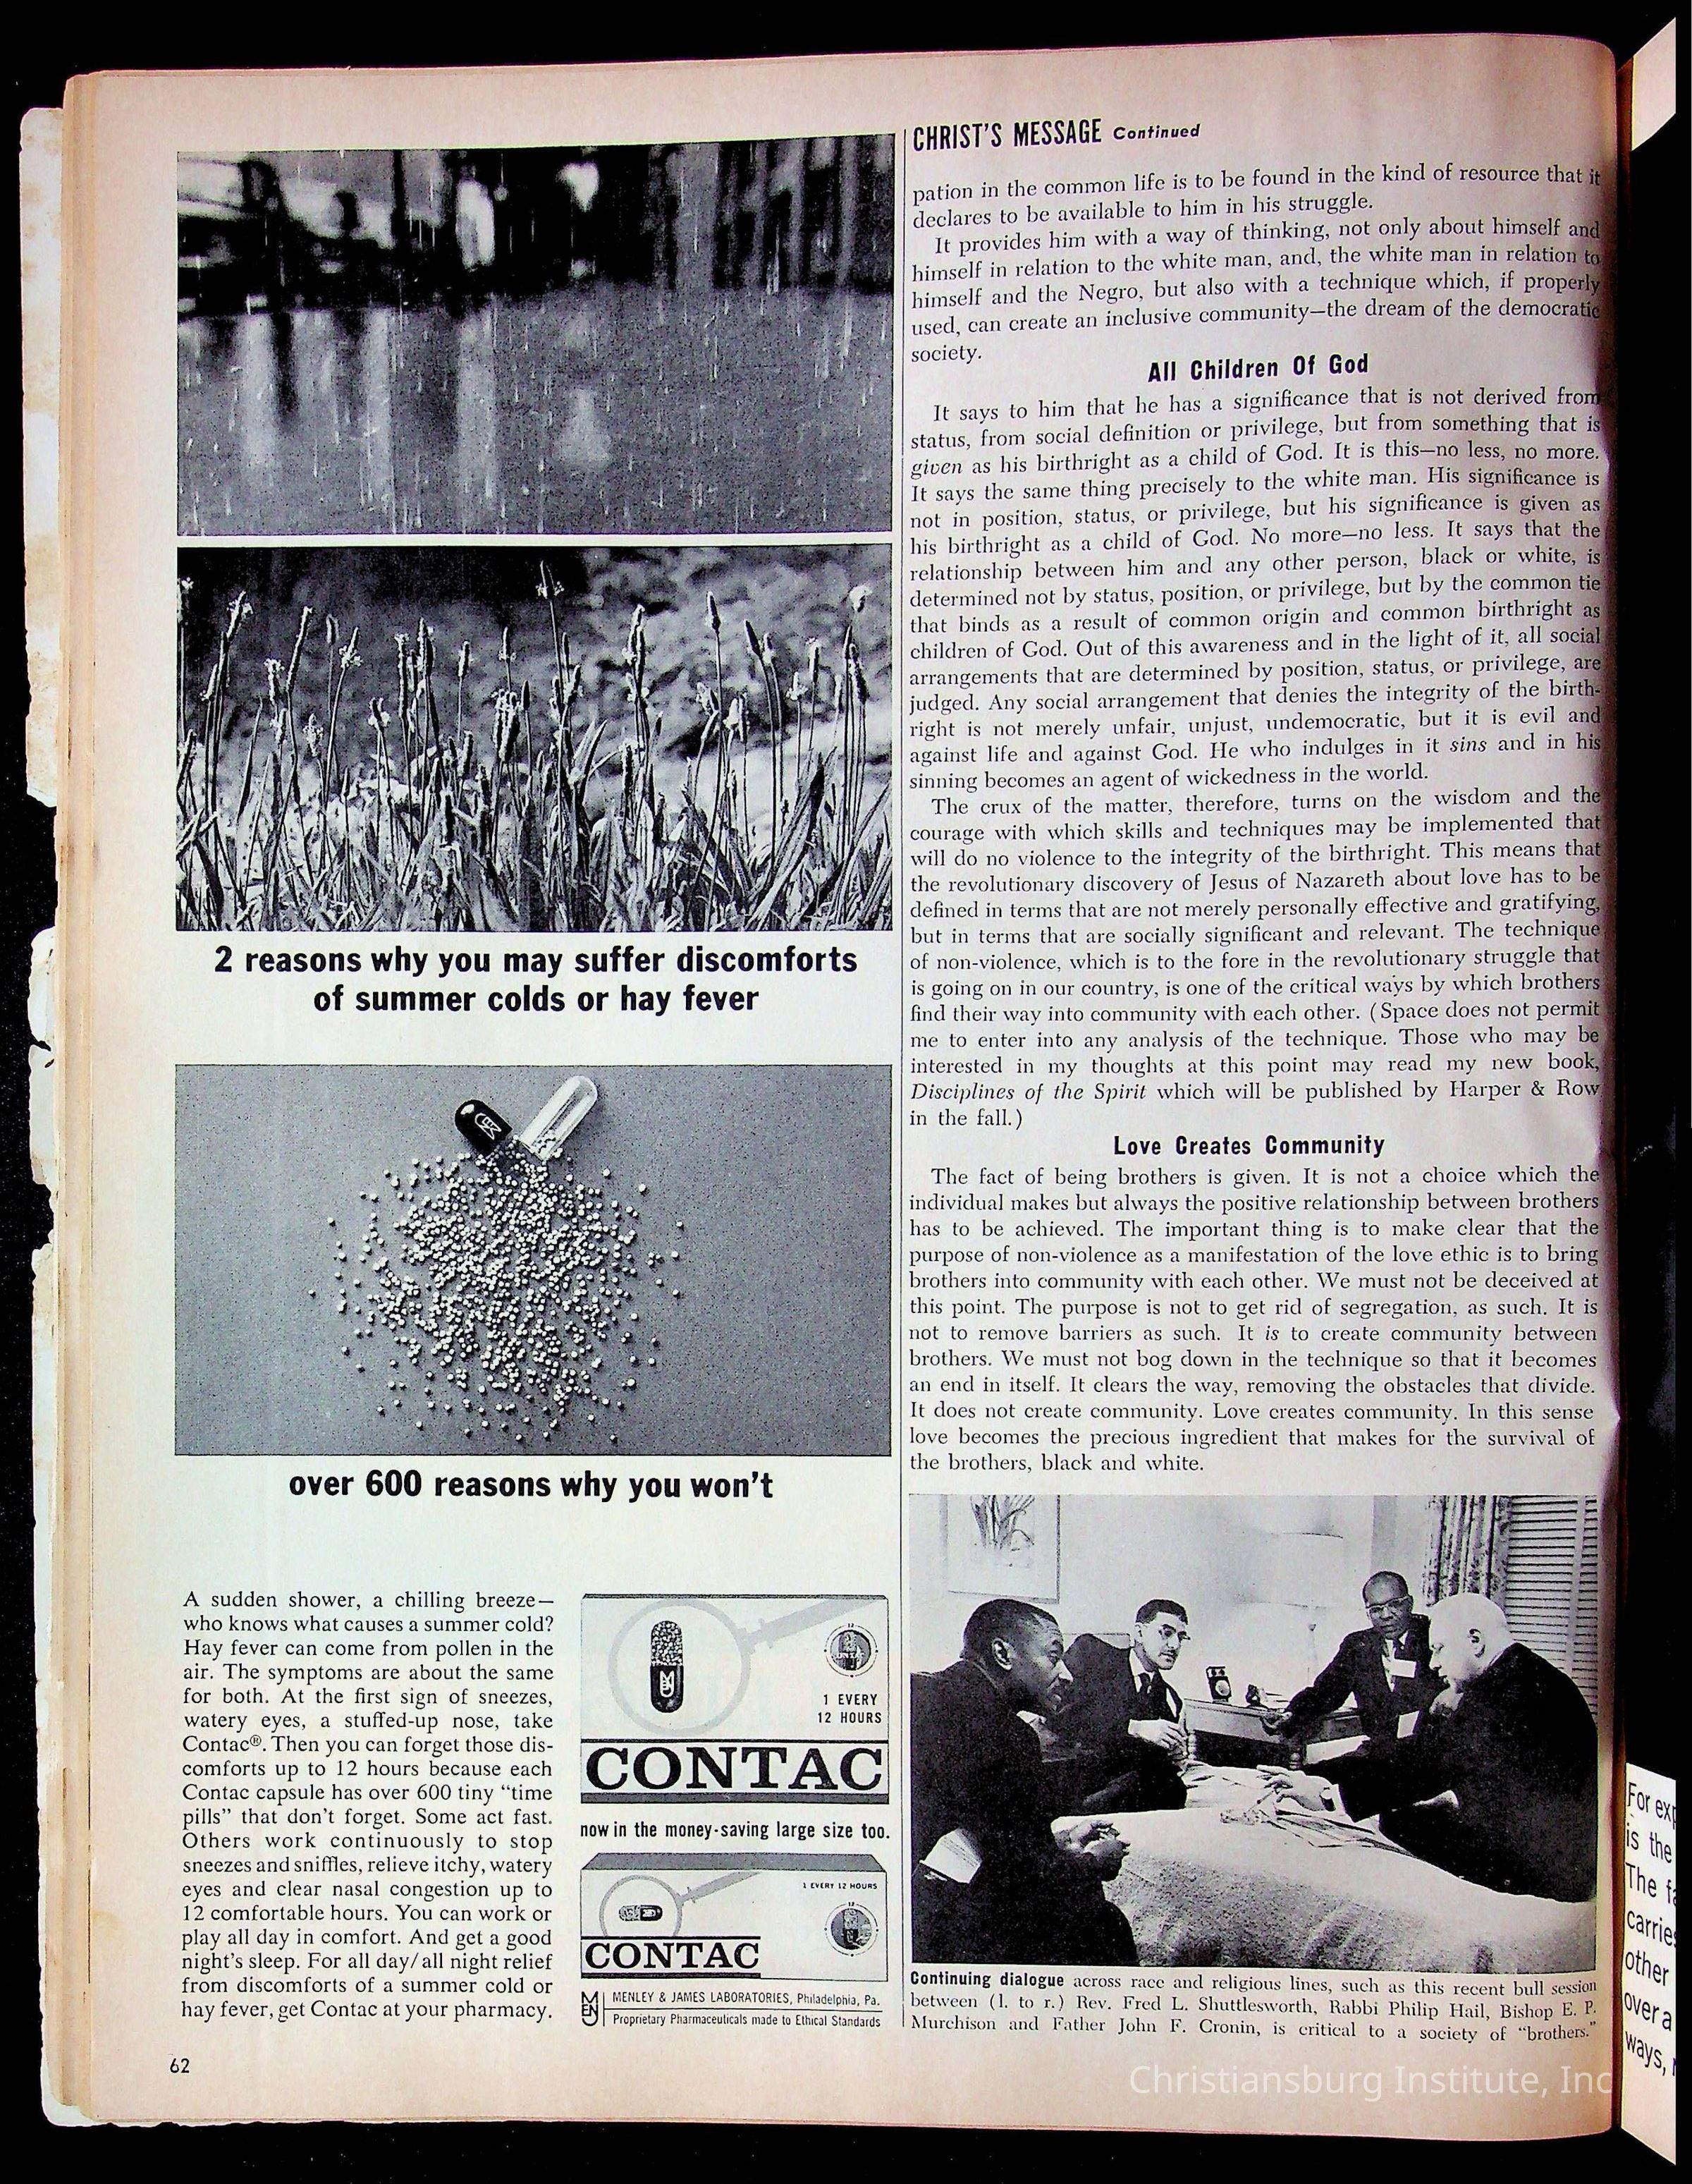 2 reasons why you may suffer discomforts
of summer colds or hay fever
over 600 reasons why you won't
A sudden shower, a chilling breeze—
who knows what causes a summer cold?
Hay fever can come from pollen in the
air. The symptoms are about the same
for both. At the first sign of sneezes,
watery eyes, a stuffed-up nose, take
Contac®. Then you can forget those dis-
comforts up to 12 hours because each
Contac capsule has over 600 tiny "time
pills" that don't forget. Some act fast.
Others work continuously to stop
sneezes and sniffles, relieve itchy, watery
eyes and clear nasal congestion up to
12 comfortable hours. You can work or
play all day in comfort. And get a good
night's sleep. For all day/all night relief
from discomforts of a summer cold or
hay fever, get Contac at your pharmacy.
1 EVERY
12 HOURS
CONTAC
now in the money-saving large size too.
1 EVERY 12 HOURS
CONTAC
MENLEY & JAMES LABORATORIES, Philadelphia, Pa.
Proprietary Pharmaceuticals made to Ethical Standards
62
CHRIST'S MESSAGE Continued
pation in the common life is to be found in the kind of resource that it
declares to be available to him in his struggle.
It provides him with a way of thinking, not only about himself and
himself in relation to the white man, and, the white man in relation to
himself and the Negro, but also with a technique which, if properly
used, can create an inclusive community—the dream of the democratic
society.
All Children Of God
It says to him that he has a significance that is not derived from
status, from social definition or privilege, but from something that is
given as his birthright as a child of God. It is this—no less, no more.
It says the same thing precisely to the white man. His significance is
not in position, status, or privilege, but his significance is given as
his birthright as a child of God. No more—no less. It says that the
relationship between him and any other person, black or white, is
determined not by status, position, or privilege, but by the common tie
that binds as a result of common origin and common birthright as
children of God. Out of this awareness and in the light of it, all social
arrangements that are determined by position, status, or privilege, are
judged. Any social arrangement that denies the integrity of the birth-
right is not merely unfair, unjust, undemocratic, but it is evil and
against life and against God. He who indulges in it sins and in his
sinning becomes an agent of wickedness in the world.
The crux of the matter, therefore, turns on the wisdom and the
courage with which skills and techniques may be implemented that
will do no violence to the integrity of the birthright. This means that
the revolutionary discovery of Jesus of Nazareth about love has to be
defined in terms that are not merely personally effective and gratifying,
but in terms that are socially significant and relevant. The technique
of non-violence, which is to the fore in the revolutionary struggle that
is going on in our country, is one of the critical ways by which brothers
find their way into community with each other. (Space does not permit
me to enter into any analysis of the technique. Those who may be
interested in my thoughts at this point may read my new book,
Disciplines of the Spirit which will be published by Harper & Row
in the fall.)
Love Creates Community
The fact of being brothers is given. It is not a choice which the
individual makes but always the positive relationship between brothers
has to be achieved. The important thing is to make clear that the
purpose of non-violence as a manifestation of the love ethic is to bring
brothers into community with each other. We must not be deceived at
this point. The purpose is not to get rid of segregation, as such. It is
not to remove barriers as such. It is to create community between
brothers. We must not bog down in the technique so that it becomes
an end in itself. It clears the way, removing the obstacles that divide.
It does not create community. Love creates community. In this sense
love becomes the precious ingredient that makes for the survival of
the brothers, black and white.
Continuing dialogue across race and religious lines, such as this recent bull session
between (l. to r.) Rev. Fred L. Shuttlesworth, Rabbi Philip Hail, Bishop E. P.
Murchison and Father John F. Cronin, is critical to a society of "brothers."
For
is the
The
other
over a
ways,
Christiansburg Institute, Inc